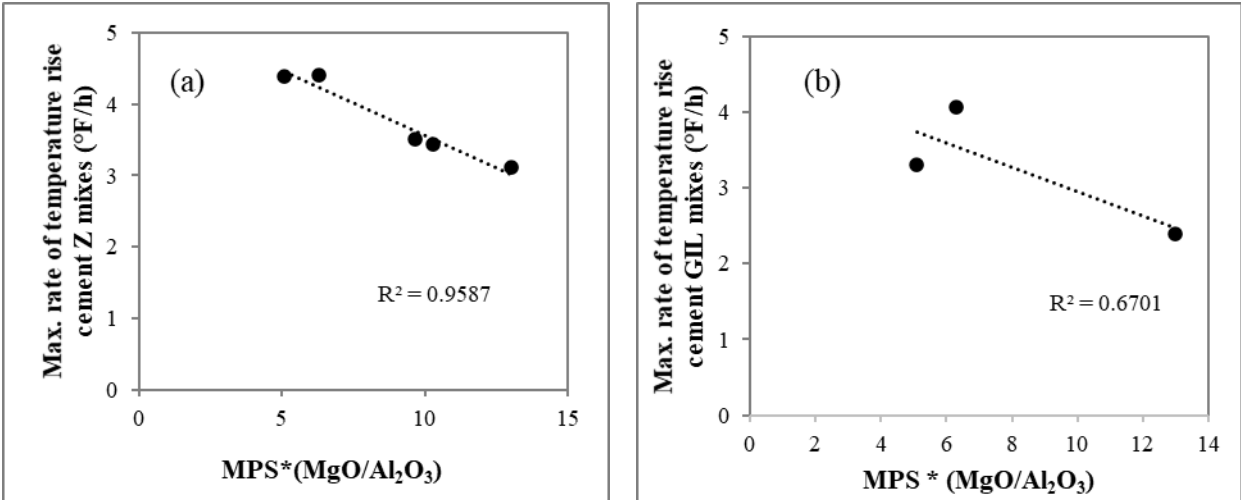 Max. rate of temperature rise
cement Z mixes (°F/h)
(a)
5
4
3
2
1
0
R² = 0.9587
0 5 10 15
MPS*(MgO/Al₂O₃)
Max. rate of temperature rise
cement GIL mixes (°F/h)
(b)
5
4
3
2
1
0
R² = 0.6701
0 2 4 6 8 10 12 14
MPS * (MgO/Al₂O₃)